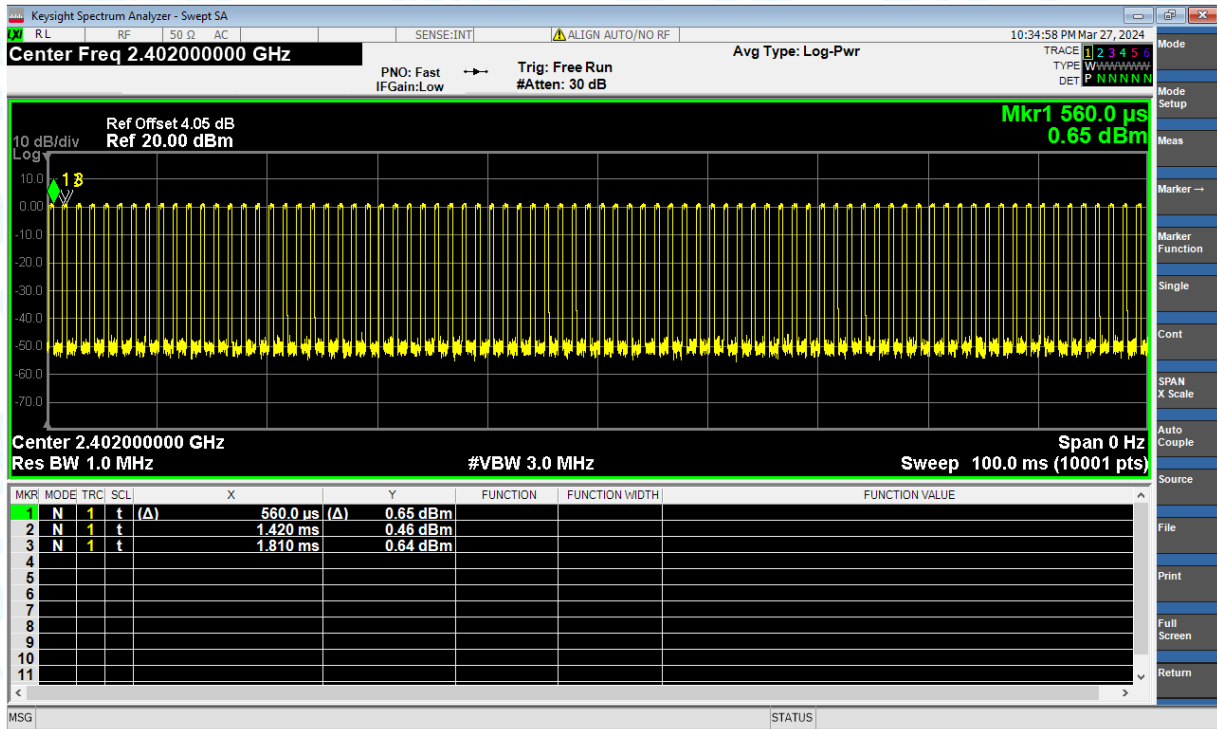 Keysight Spectrum Analyzer - Swept SA
LXI RL RF 50 Ω AC SENSE:INT ALIGN AUTO/NO RF 10:34:58 PM Mar 27, 2024
Center Freq 2.402000000 GHz
PNO: Fast
IFGain:Low
Trig: Free Run
#Atten: 30 dB
Avg Type: Log-Pwr
TRACE 1 2 3 4 5 6
TYPE WWWWWW
DET P N N N N N
Mkr1 560.0 µs
0.65 dBm
Ref Offset 4.05 dB
10 dB/div Ref 20.00 dBm
Log
10.0
0.00
-10.0
-20.0
-30.0
-40.0
-50.0
-60.0
-70.0
1
3
Center 2.402000000 GHz Span 0 Hz
Res BW 1.0 MHz #VBW 3.0 MHz Sweep 100.0 ms (10001 pts)
MKR MODE TRC SCL X Y FUNCTION FUNCTION WIDTH FUNCTION VALUE
1 N 1 t (Δ) 560.0 µs (Δ) 0.65 dBm
2 N 1 t 1.420 ms 0.46 dBm
3 N 1 t 1.810 ms 0.64 dBm
4
5
6
7
8
9
10
11
MSG STATUS
Mode
Mode
Setup
Meas
Marker →
Marker
Function
Single
Cont
SPAN
X Scale
Auto
Couple
Source
File
Print
Full
Screen
Return